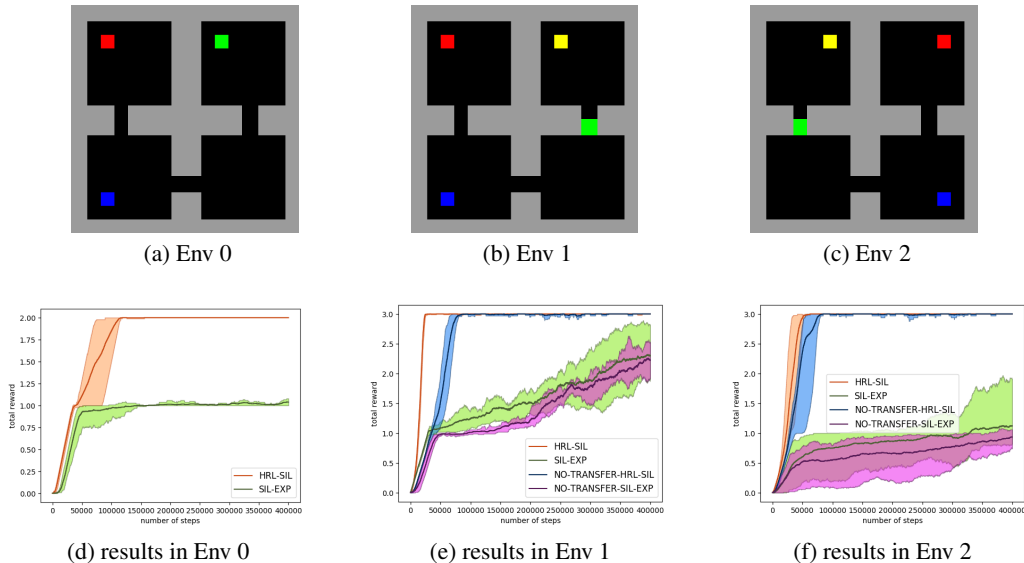 (a) Env 0
(b) Env 1
(c) Env 2
total reward
2.00
1.75
1.50
1.25
1.00
0.75
0.50
0.25
0.00
HRL-SIL
SIL-EXP
0 50000 100000 150000 200000 250000 300000 350000 400000
number of steps
(d) results in Env 0
total reward
3.0
2.5
2.0
1.5
1.0
0.5
0.0
HRL-SIL
SIL-EXP
NO-TRANSFER-HRL-SIL
NO-TRANSFER-SIL-EXP
0 50000 100000 150000 200000 250000 300000 350000 400000
number of steps
(e) results in Env 1
total reward
3.0
2.5
2.0
1.5
1.0
0.5
0.0
HRL-SIL
SIL-EXP
NO-TRANSFER-HRL-SIL
NO-TRANSFER-SIL-EXP
0 50000 100000 150000 200000 250000 300000 350000 400000
number of steps
(f) results in Env 2